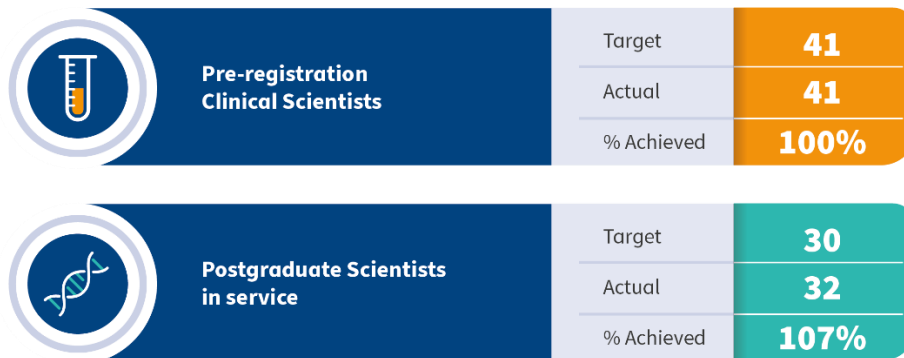 Pre-registration
Clinical Scientists
Target 41
Actual 41
% Achieved 100%
Postgraduate Scientists
in service
Target 30
Actual 32
% Achieved 107%